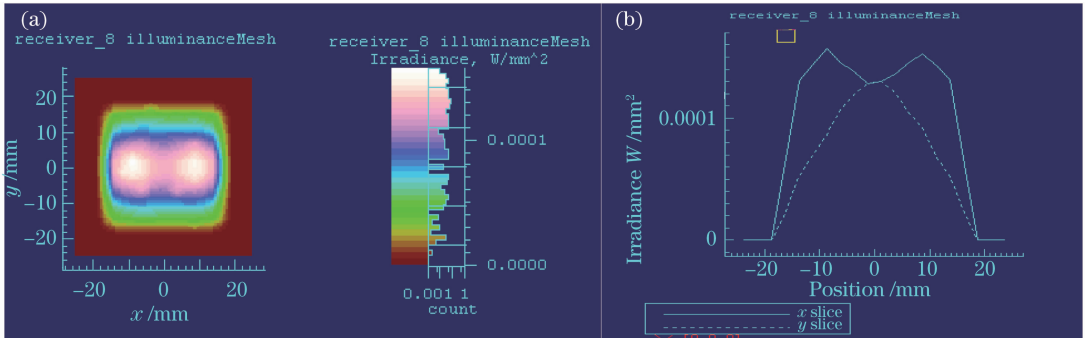 (a)
receiver_8 illuminanceMesh
20
10
0
−10
−20
y /mm
−20
0
20
x /mm
receiver_8 illuminanceMesh
Irradiance, W/mm^2
0.0001
0.0000
0.001 1
count
(b)
receiver_8 illuminanceMesh
Irradiance W /mm²
0.0001
0
−20
−10
0
10
20
Position /mm
x slice
y slice